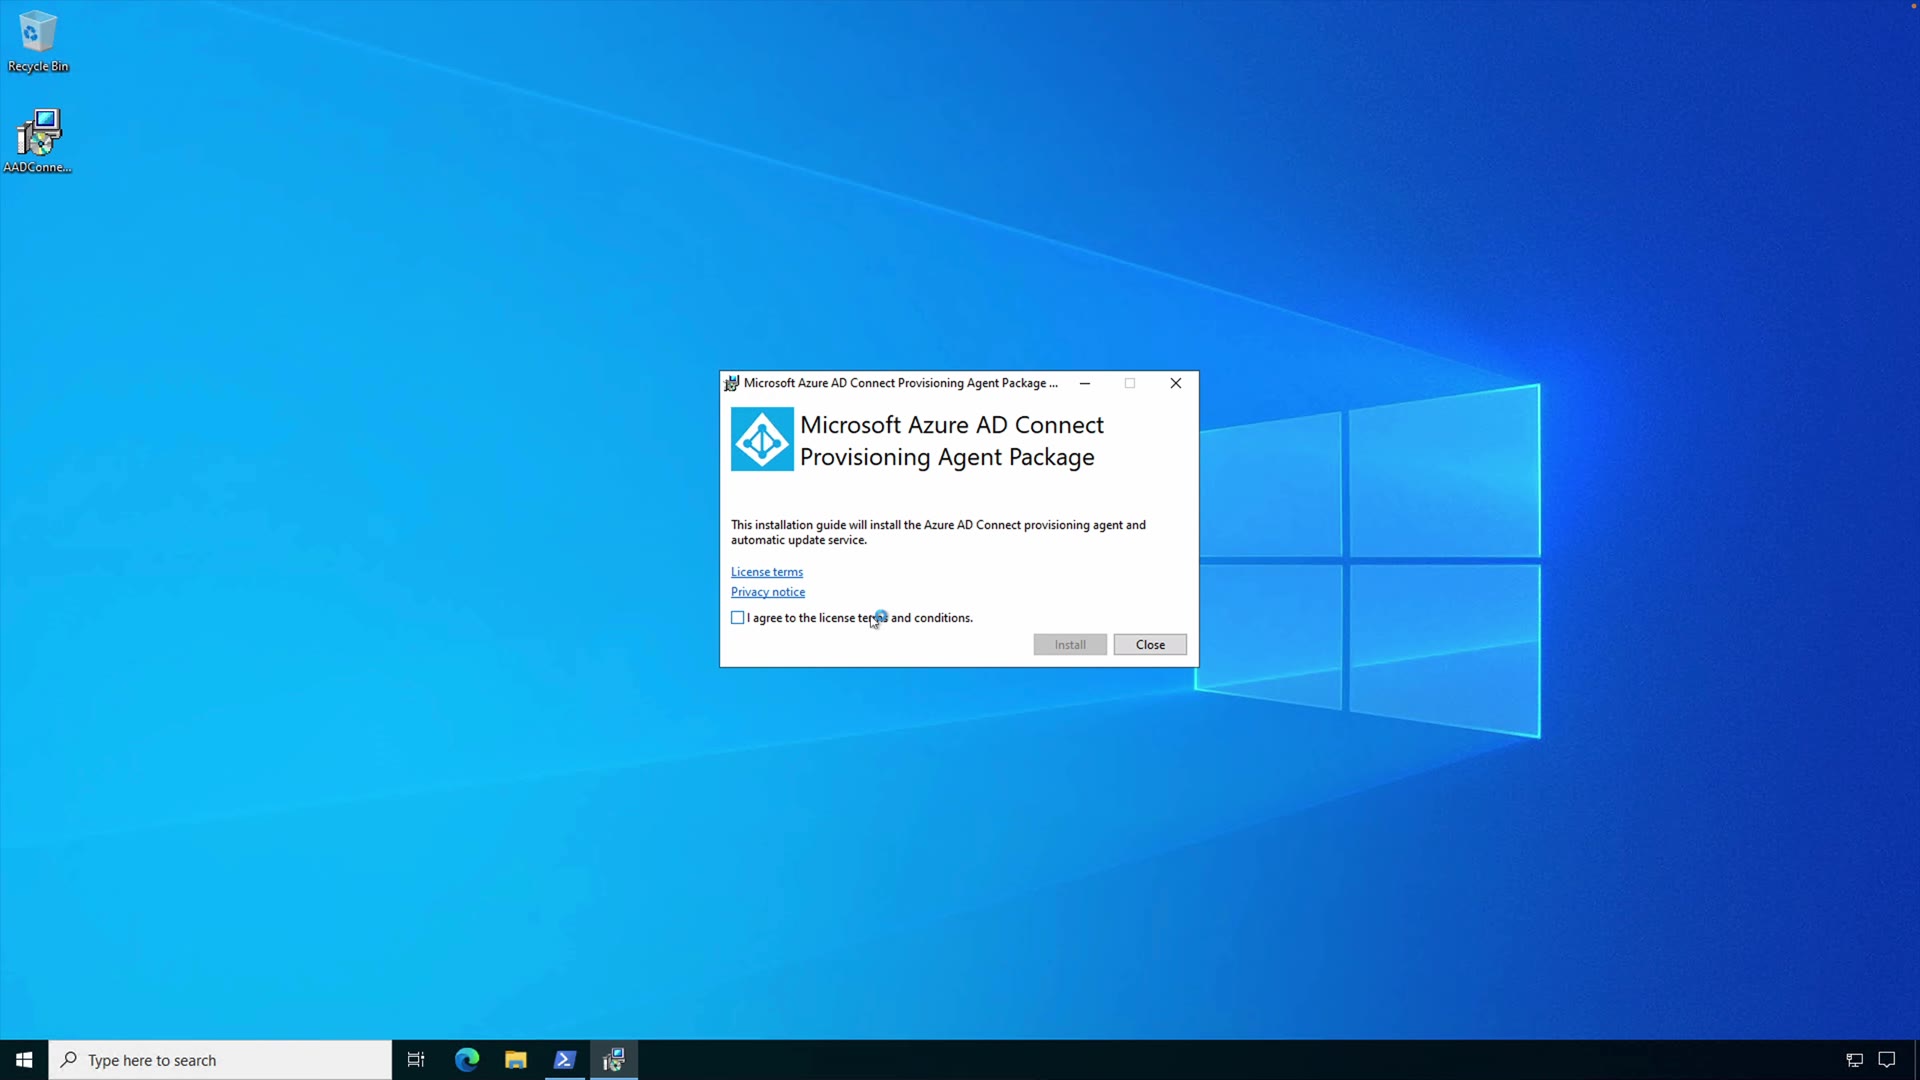 Recycle Bin
AADConne...
Microsoft Azure AD Connect Provisioning Agent Package ...
Microsoft Azure AD Connect
Provisioning Agent Package
This installation guide will install the Azure AD Connect provisioning agent and
automatic update service.
License terms
Privacy notice
I agree to the license terms and conditions.
Install
Close
Type here to search